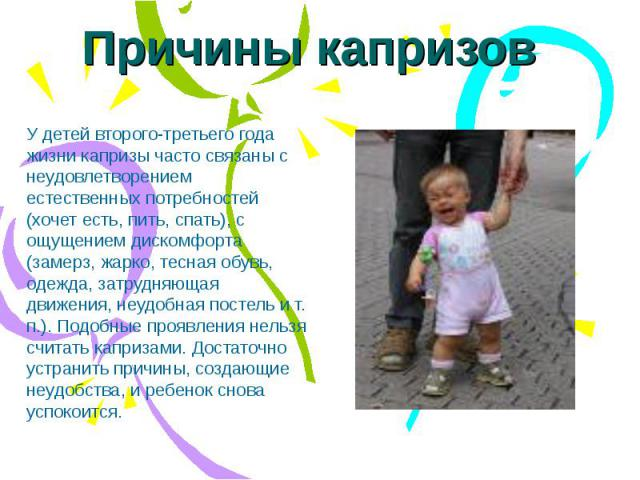 Причины капризов
У детей второго-третьего года
жизни капризы часто связаны с
неудовлетворением
естественных потребностей
(хочет есть, пить, спать), с
ощущением дискомфорта
(замерз, жарко, тесная обувь,
одежда, затрудняющая
движения, неудобная постель и т.
п.). Подобные проявления нельзя
считать капризами. Достаточно
устранить причины, создающие
неудобства, и ребенок снова
успокоится.